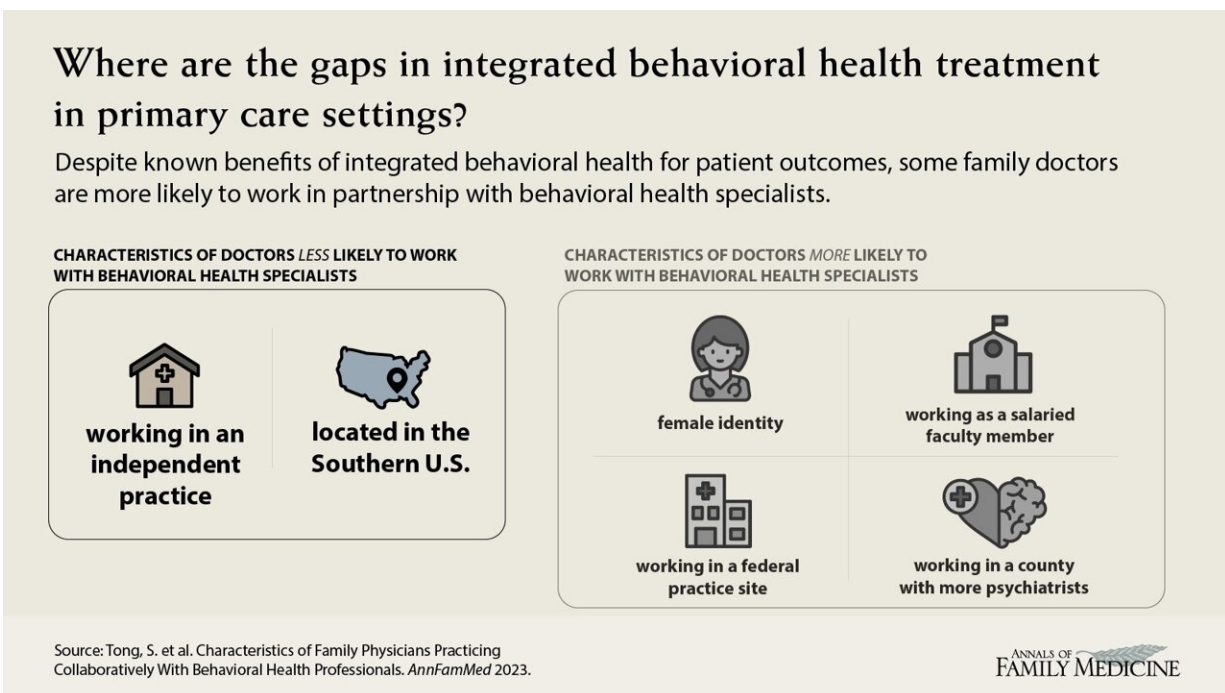 Where are the gaps in integrated behavioral health treatment
in primary care settings?
Despite known benefits of integrated behavioral health for patient outcomes, some family doctors
are more likely to work in partnership with behavioral health specialists.
CHARACTERISTICS OF DOCTORS LESS LIKELY TO WORK
WITH BEHAVIORAL HEALTH SPECIALISTS
working in an
independent
practice
located in the
Southern U.S.
CHARACTERISTICS OF DOCTORS MORE LIKELY TO
WORK WITH BEHAVIORAL HEALTH SPECIALISTS
female identity
working as a salaried
faculty member
working in a federal
practice site
working in a county
with more psychiatrists
Source: Tong, S. et al. Characteristics of Family Physicians Practicing
Collaboratively With Behavioral Health Professionals. AnnFamMed 2023.
ANNALS OF
FAMILY MEDICINE